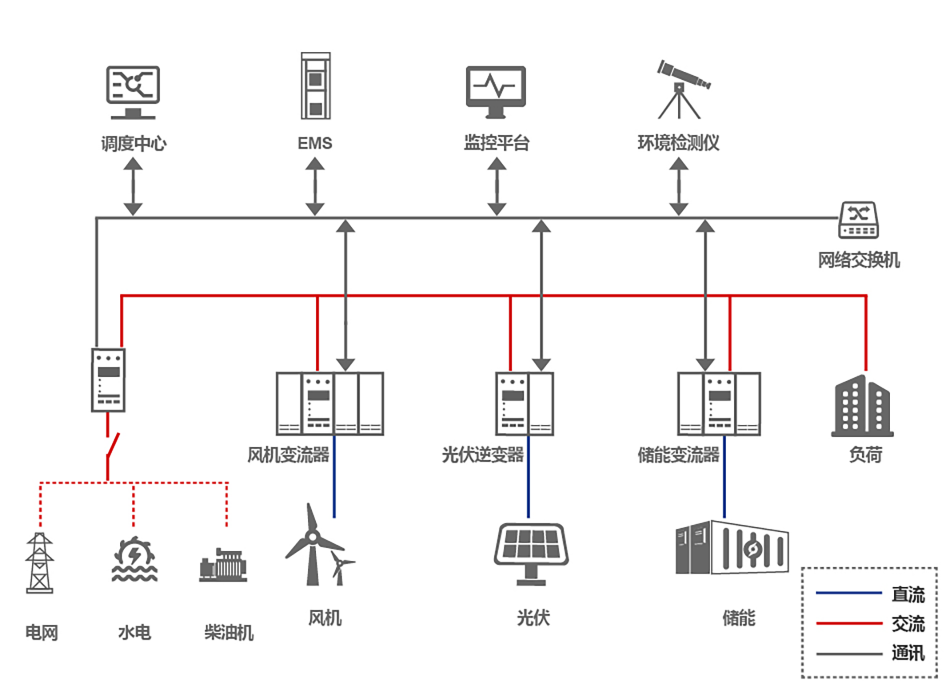 调度中心
EMS
监控平台
环境检测仪
网络交换机
风机变流器
光伏逆变器
储能变流器
负荷
电网
水电
柴油机
风机
光伏
储能
直流
交流
通讯